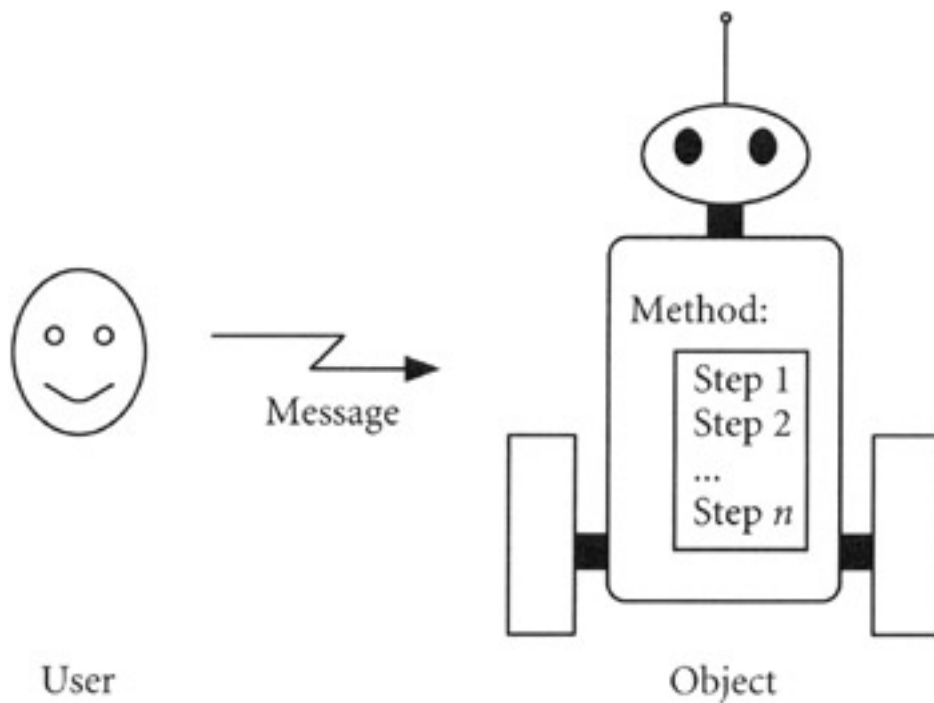 Method:
Step 1
Step 2
...
Step n
Message
User
Object